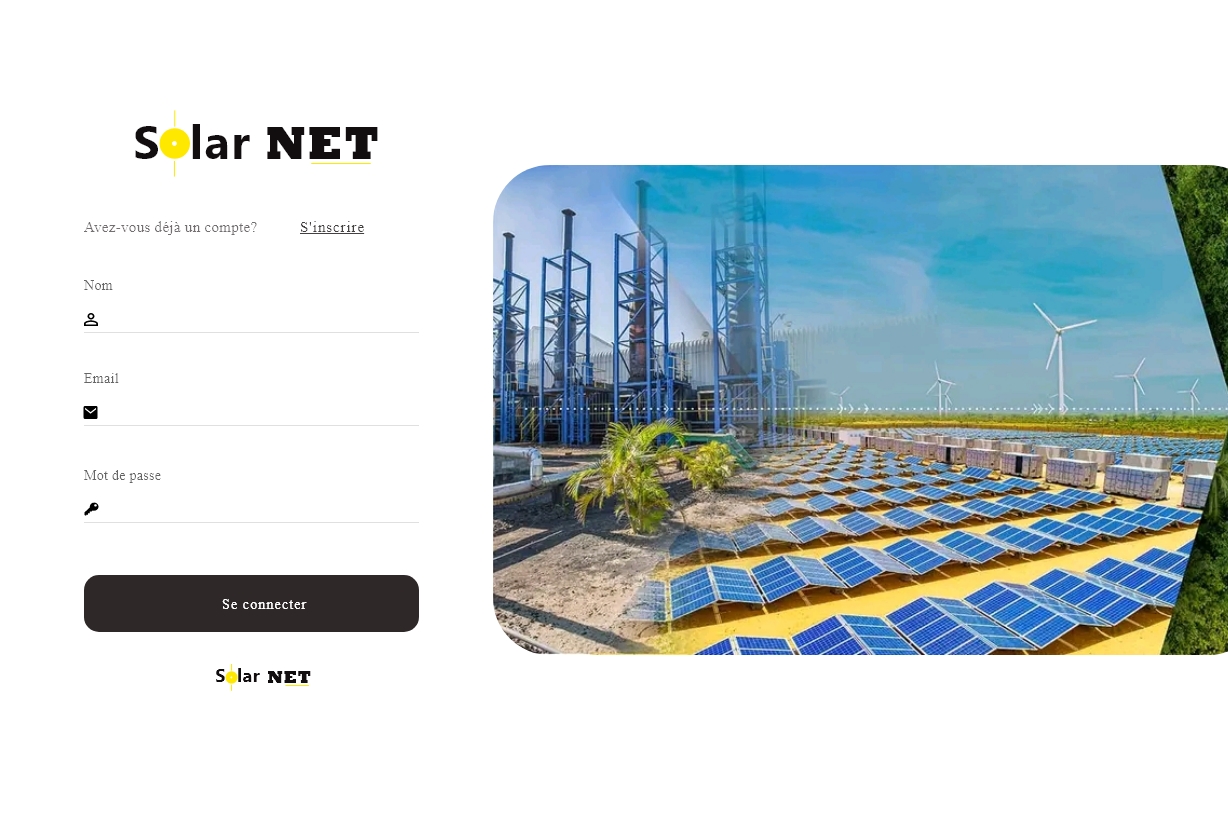 Solar NET
Avez-vous déjà un compte? S'inscrire
Nom
Email
Mot de passe
Se connecter
Solar NET